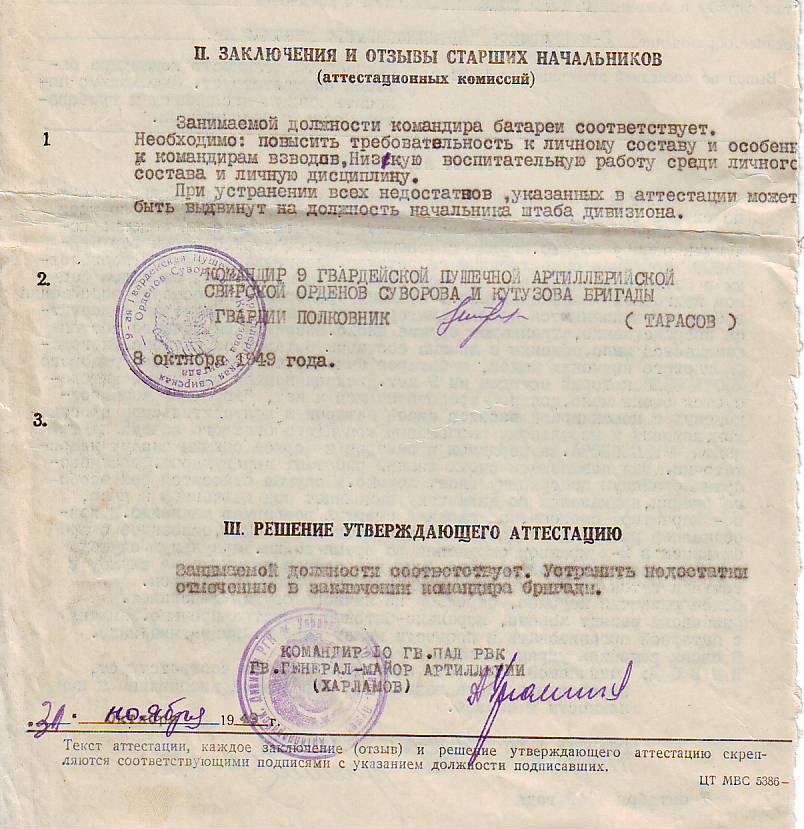 II. ЗАКЛЮЧЕНИЯ И ОТЗЫВЫ СТАРШИХ НАЧАЛЬНИКОВ
(аттестационных комиссий)
1
Занимаемой должности командира батареи соответствует.
Необходимо: повысить требовательность к личному составу и особенн
к командирам взводов, Низкую воспитательную работу среди личного
состава и личную дисциплину.
При устранении всех недостатков ,указанных в аттестации может
быть выдвинут на должность начальника штаба дивизиона.
2.
КОМАНДИР 9 ГВАРДЕЙСКОЙ ПУШЕЧНОЙ АРТИЛЛЕРИЙСКОЙ
СВИРСКОЙ ОРДЕНОВ СУВОРОВА И КУТУЗОВА БРИГАДЫ
ГВАРДИИ ПОЛКОВНИК ( ТАРАСОВ )
8 октября 1949 года.
3.
III. РЕШЕНИЕ УТВЕРЖДАЮЩЕГО АТТЕСТАЦИЮ
Занимаемой должности соответствует. Устранить недостатки
отмеченные в заключении командира бригады.
КОМАНДИР 10 ГВ.ПАД РВК
ГВ.ГЕНЕРАЛ-МАЙОР АРТИЛЛЕРИИ
(ХАРЛАМОВ)
ноября 1949 г.
Текст аттестации, каждое заключение (отзыв) и решение утверждающего аттестацию скреп-
ляются соответствующими подписями с указанием должности подписавших.
ЦТ МВС 5386–